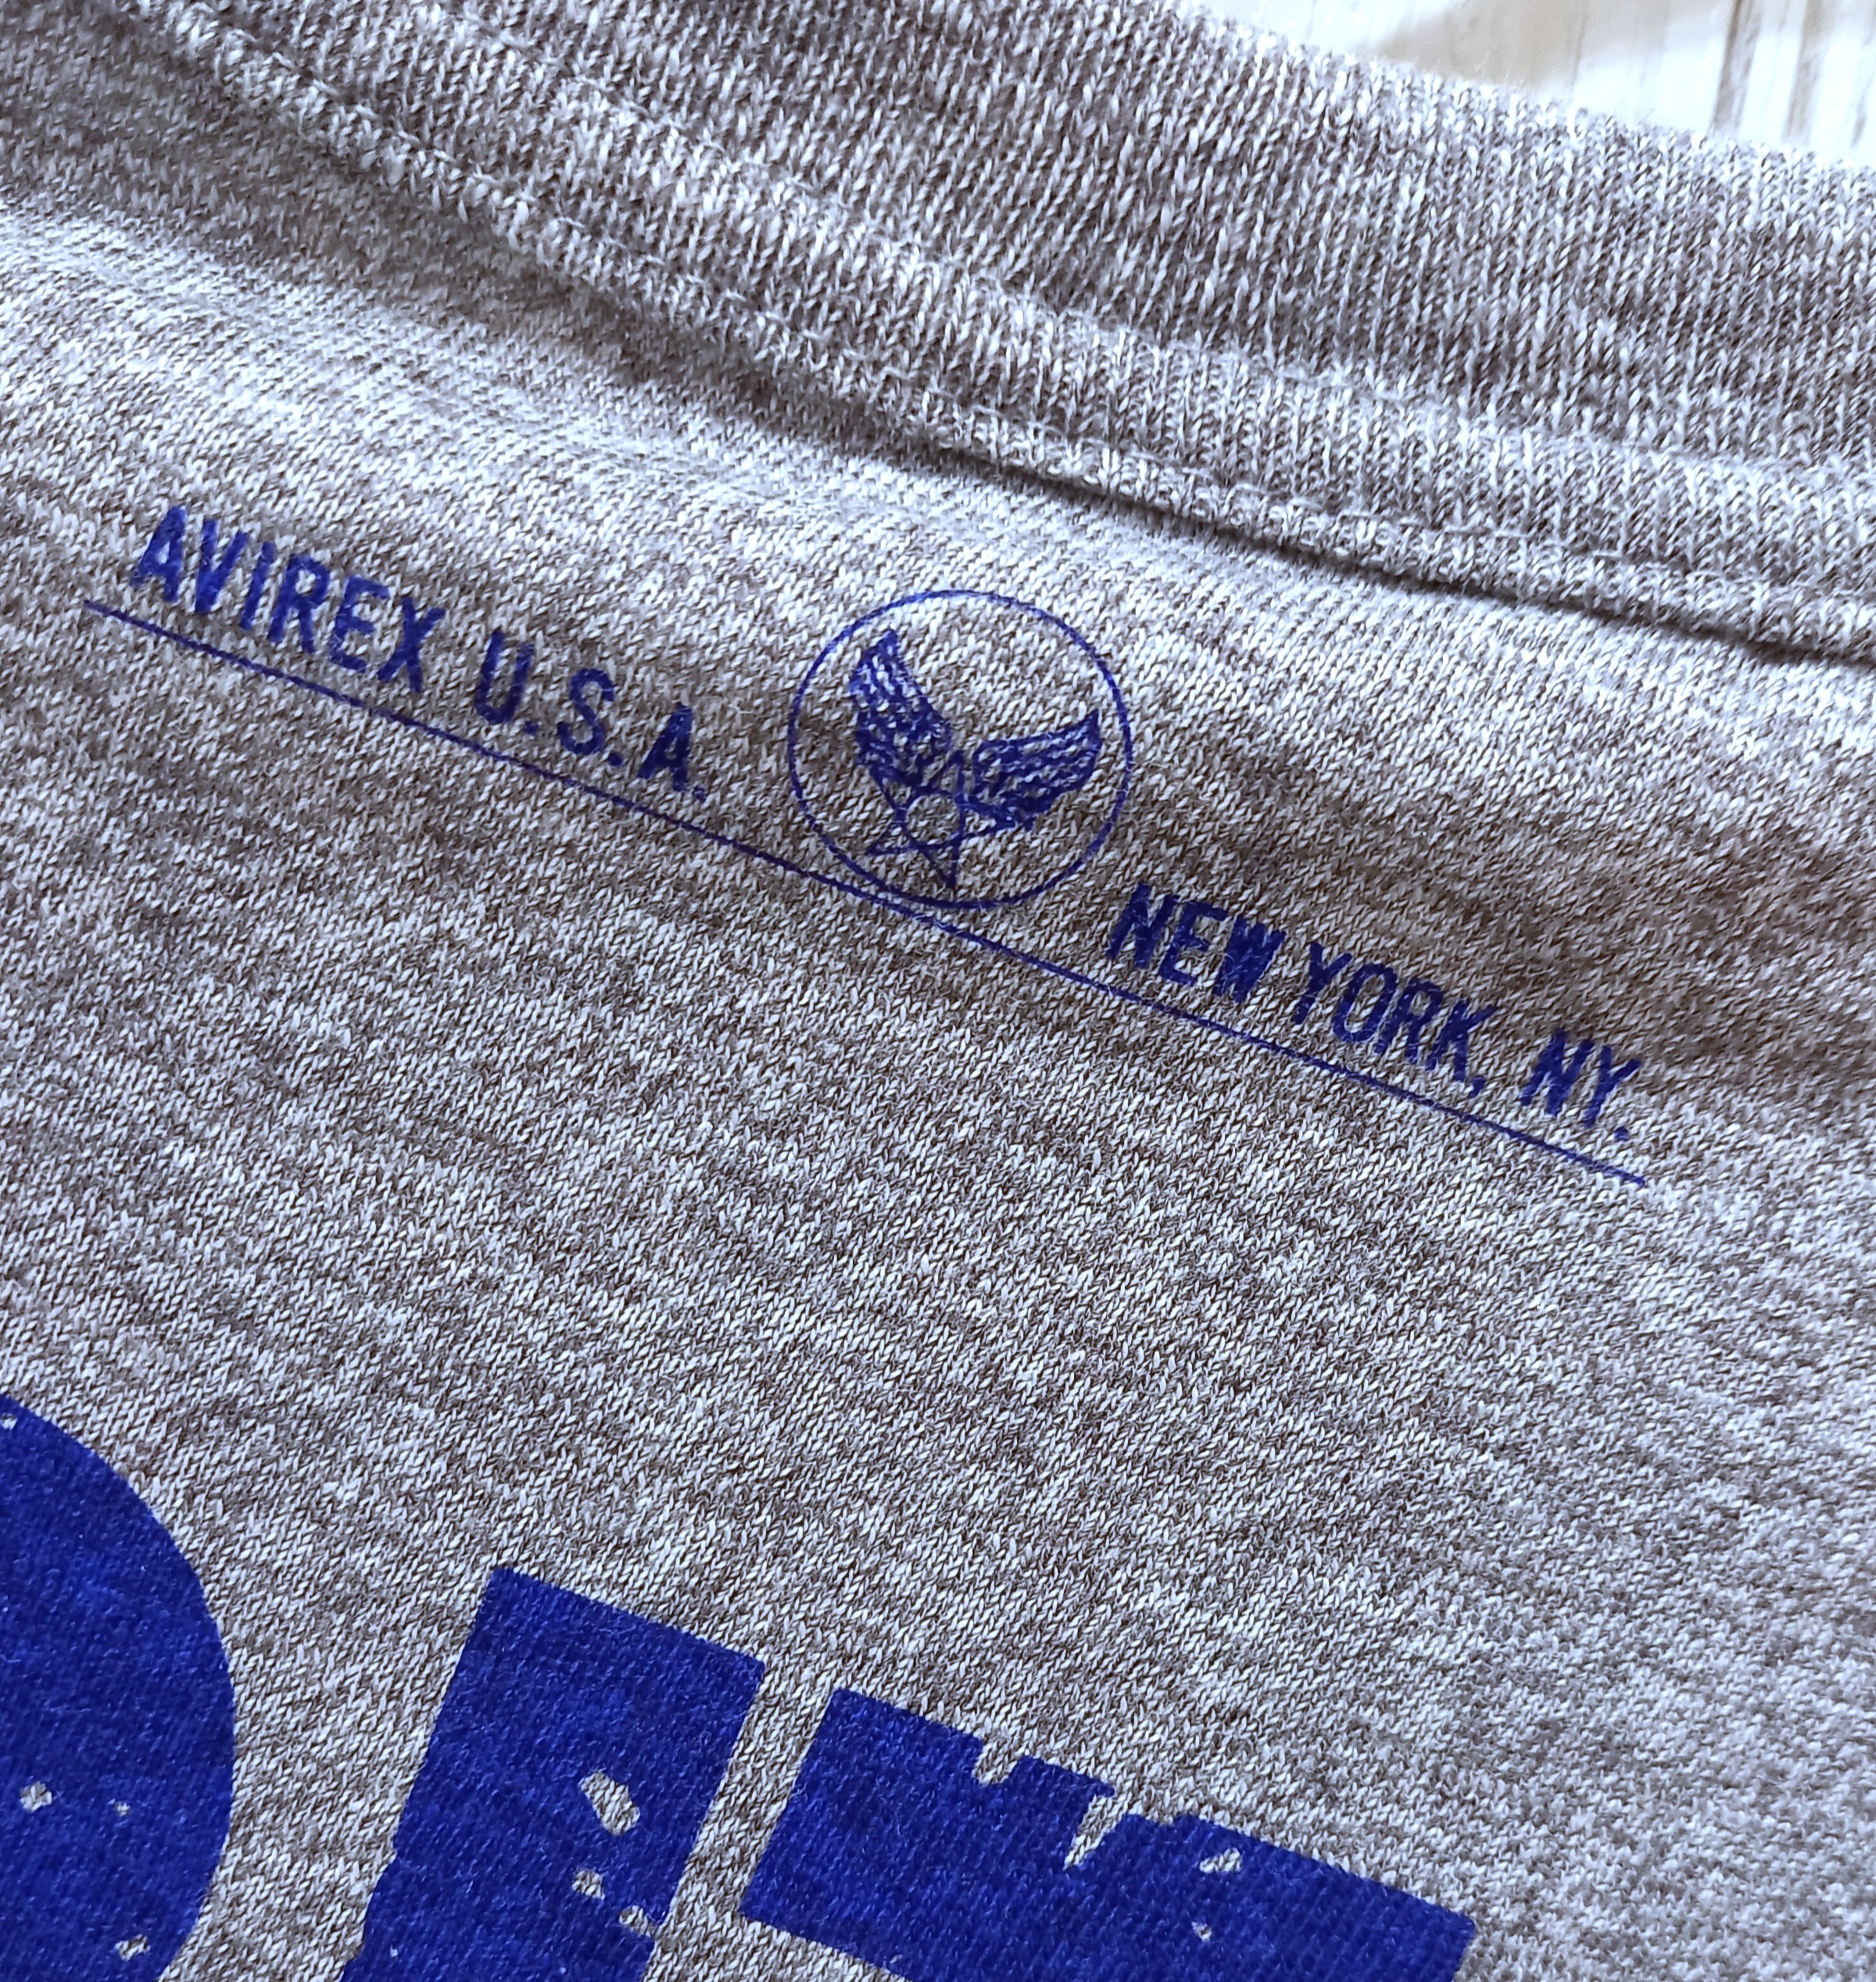 AVIREX U.S.A. NEW YORK, NY.